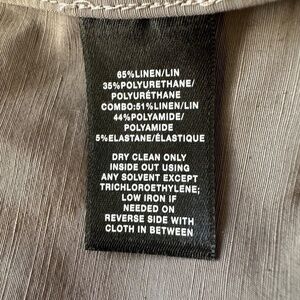 65%LINEN/LIN
35%POLYURETHANE/
POLYURÉTHANE
COMBO:51%LINEN/LIN
44%POLYAMIDE/
POLYAMIDE
5%ELASTANE/ÉLASTIQUE
DRY CLEAN ONLY
INSIDE OUT USING
ANY SOLVENT EXCEPT
TRICHLOROETHYLENE;
LOW IRON IF
NEEDED ON
REVERSE SIDE WITH
CLOTH IN BETWEEN